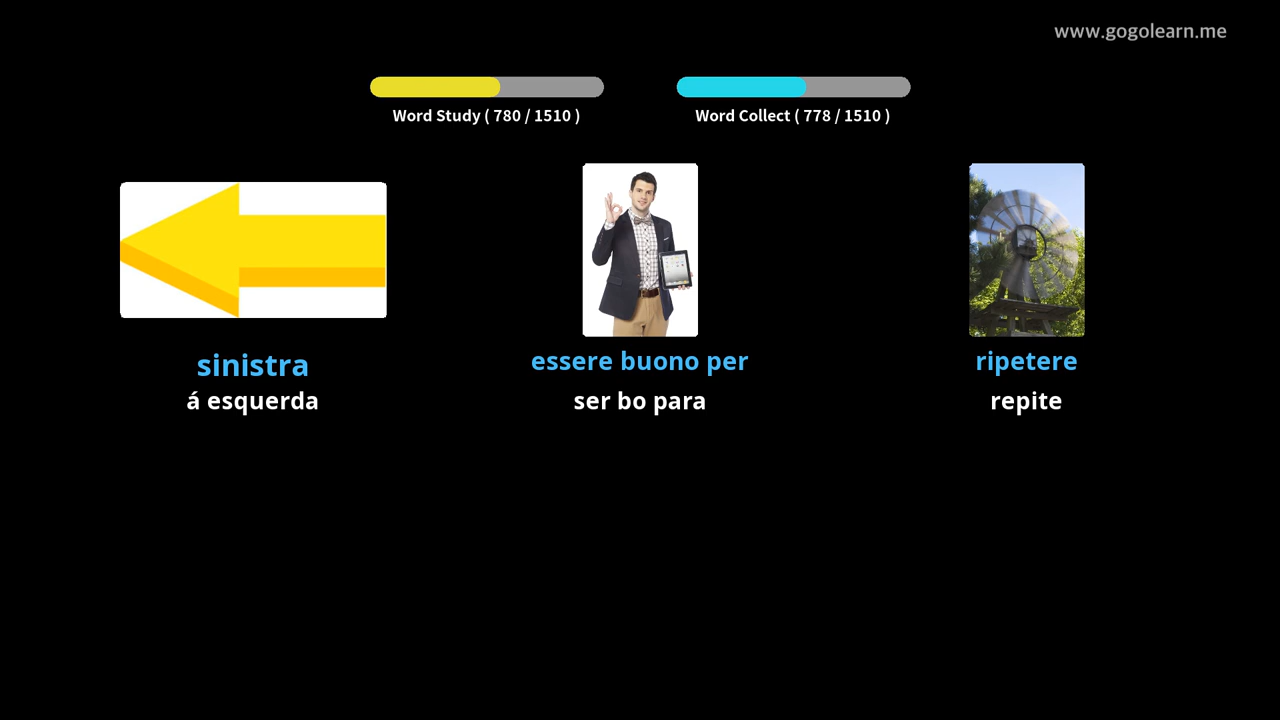 www.gogolearn.me
Word Study ( 780 / 1510 )
Word Collect ( 778 / 1510 )
sinistra
á esquerda
essere buono per
ser bo para
ripetere
repite